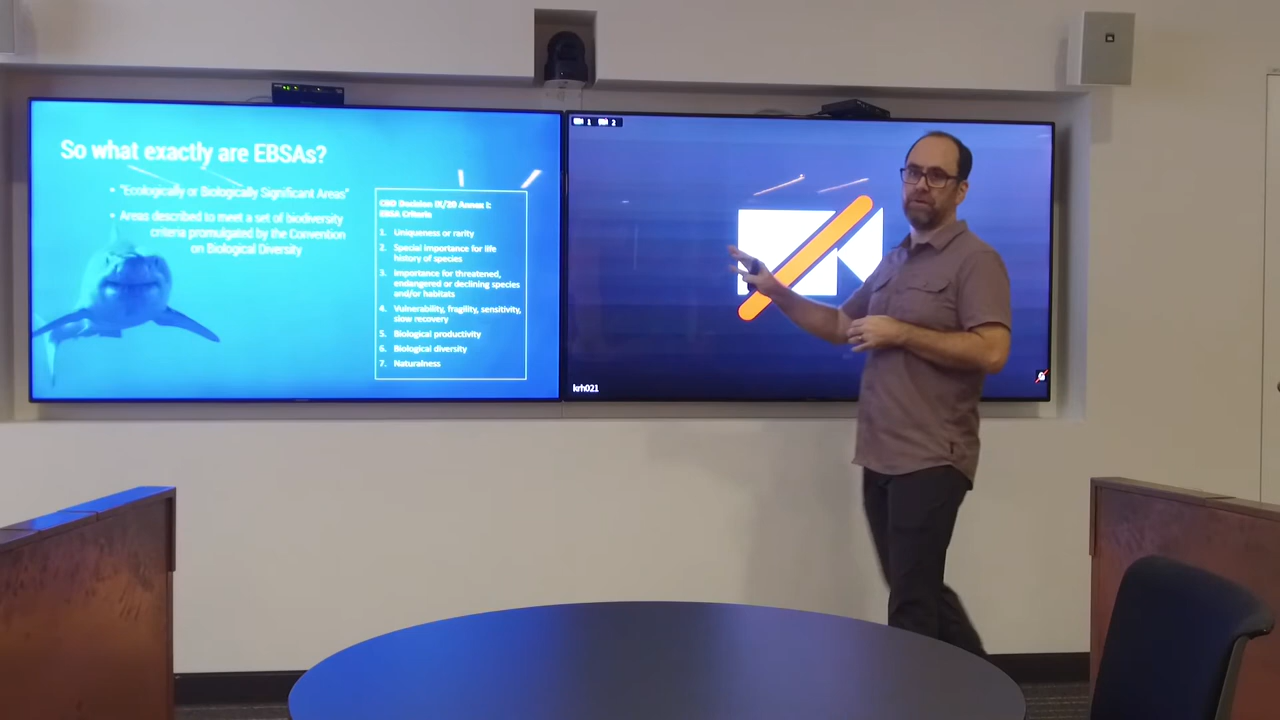 So what exactly are EBSAs?
• "Ecologically or Biologically Significant Areas"
• Areas described to meet a set of biodiversity
criteria promulgated by the Convention
on Biological Diversity
CBD Decision IX/20 Annex I:
EBSA Criteria
1. Uniqueness or rarity
2. Special importance for life
history of species
3. Importance for threatened,
endangered or declining species
and/or habitats
4. Vulnerability, fragility, sensitivity,
slow recovery
5. Biological productivity
6. Biological diversity
7. Naturalness
1 2
krh021